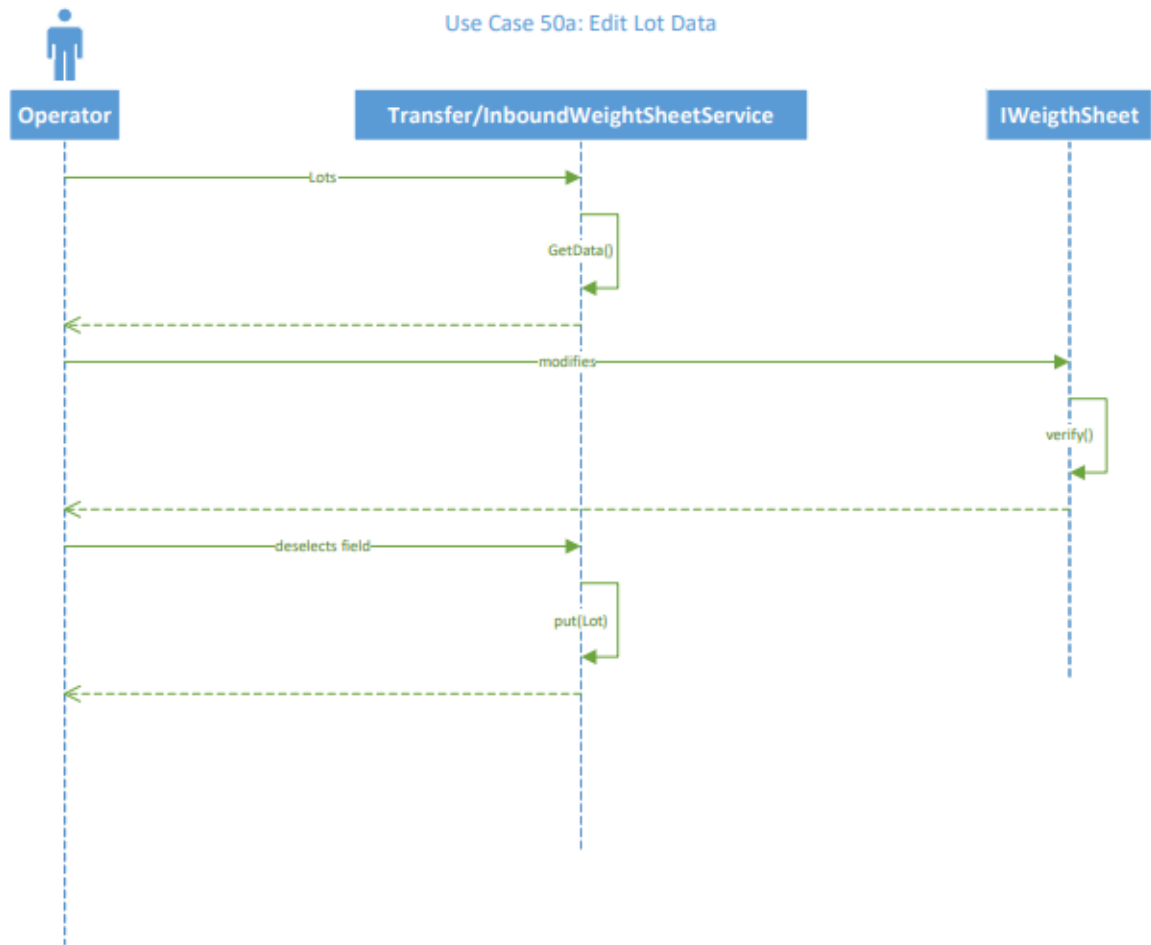 Use Case 50a: Edit Lot Data
Operator
Transfer/InboundWeightSheetService
IWeigthSheet
Lots
GetData()
modifies
verify()
deselects field
put(Lot)